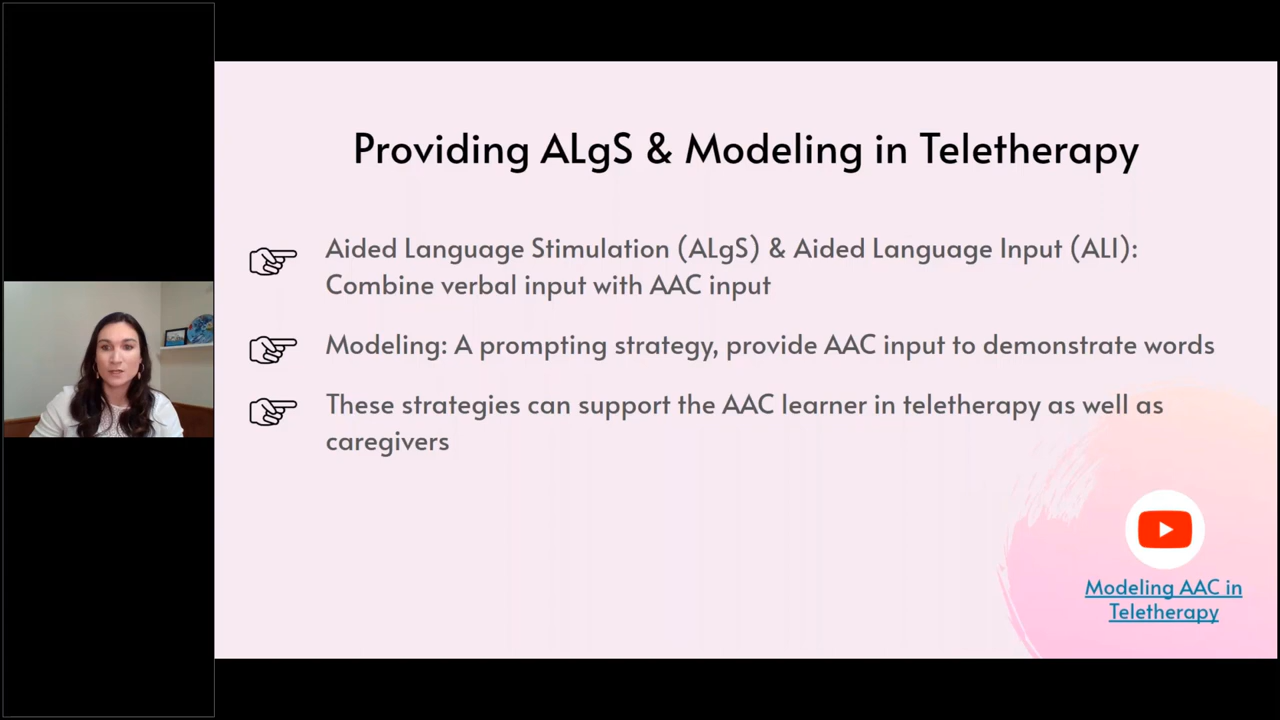 Providing ALgS & Modeling in Teletherapy
Aided Language Stimulation (ALgS) & Aided Language Input (ALI):
Combine verbal input with AAC input
Modeling: A prompting strategy, provide AAC input to demonstrate words
These strategies can support the AAC learner in teletherapy as well as
caregivers
Modeling AAC in
Teletherapy